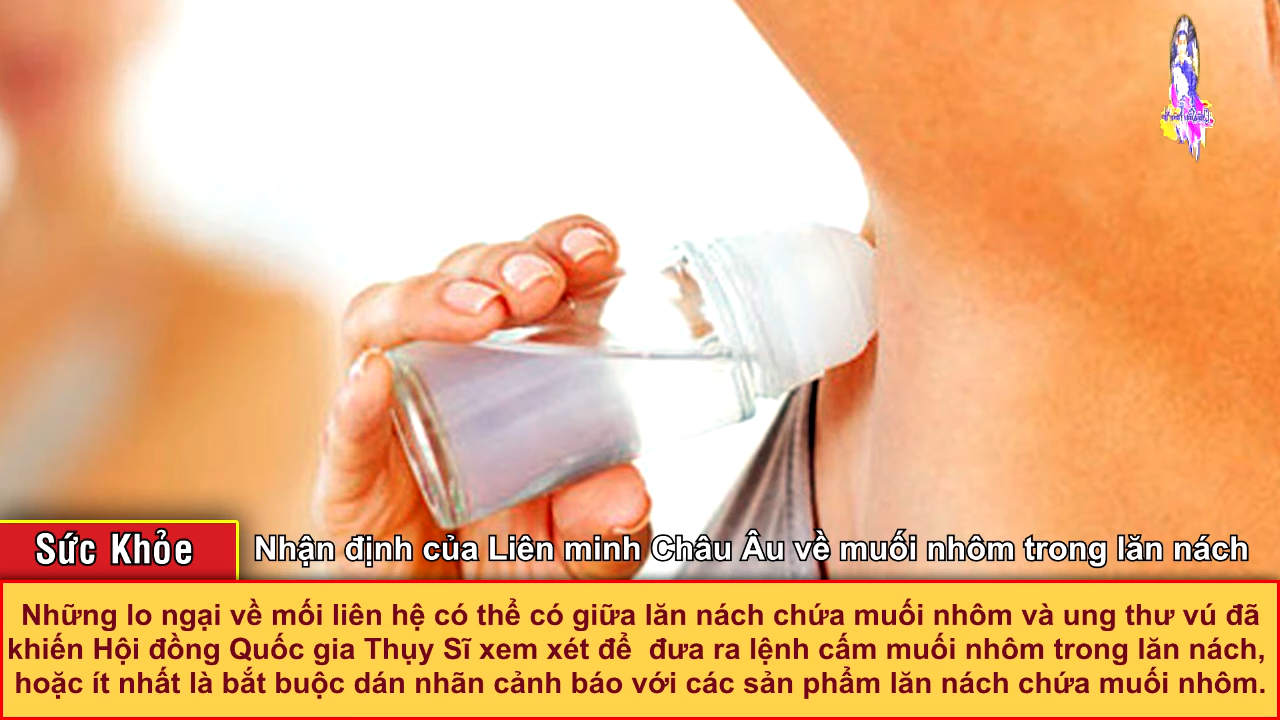 Sức Khỏe
Nhận định của Liên minh Châu Âu về muối nhôm trong lăn nách
Những lo ngại về mối liên hệ có thể có giữa lăn nách chứa muối nhôm và ung thư vú đã
khiến Hội đồng Quốc gia Thụy Sĩ xem xét để  đưa ra lệnh cấm muối nhôm trong lăn nách,
hoặc ít nhất là bắt buộc dán nhãn cảnh báo với các sản phẩm lăn nách chứa muối nhôm.